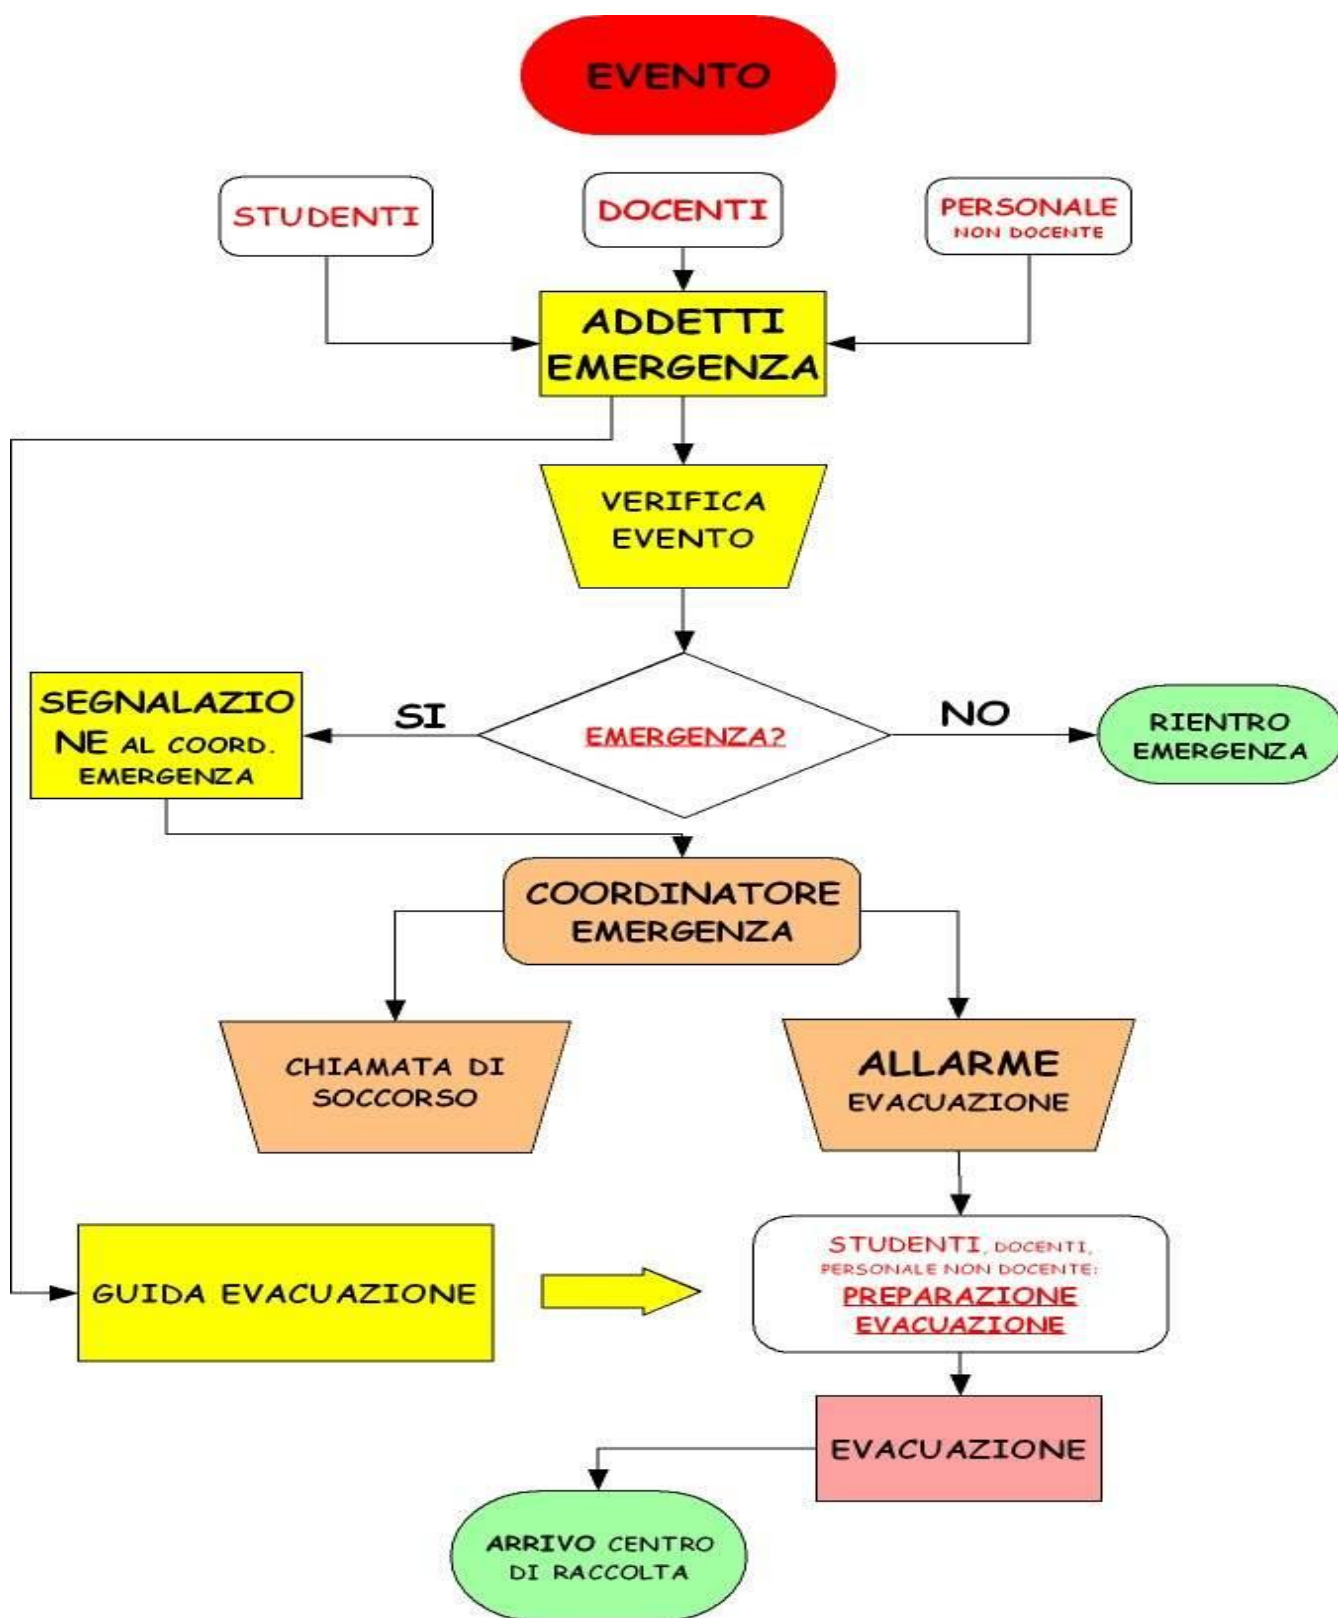 EVENTO
STUDENTI
DOCENTI
PERSONALE
NON DOCENTE
ADDETTI
EMERGENZA
VERIFICA
EVENTO
SEGNALAZIO
NE AL COORD.
EMERGENZA
SI
EMERGENZA?
NO
RIENTRO
EMERGENZA
COORDINATORE
EMERGENZA
CHIAMATA DI
SOCCORSO
ALLARME
EVACUAZIONE
GUIDA EVACUAZIONE
STUDENTI, DOCENTI,
PERSONALE NON DOCENTE:
PREPARAZIONE
EVACUAZIONE
EVACUAZIONE
ARRIVO CENTRO
DI RACCOLTA